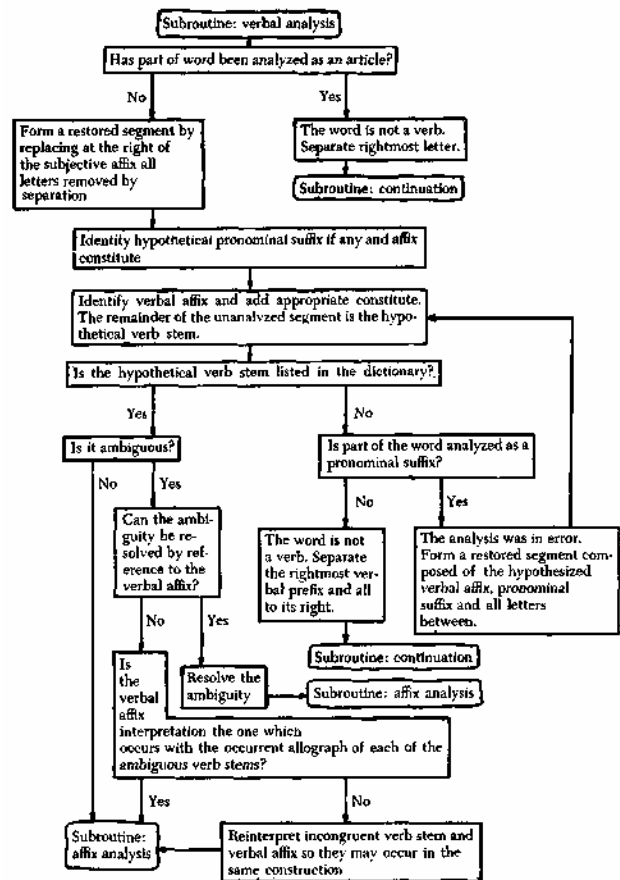 Subroutine: verbal analysis
Has part of word been analyzed as an article?
No
Yes
Form a restored segment by
replacing at the right of
the subjective affix all
letters removed by
separation
The word is not a verb.
Separate rightmost letter.
Subroutine: continuation
Identity hypothetical pronominal suffix if any and affix
constitute
Identify verbal affix and add appropriate constitute.
The remainder of the unanalyzed segment is the hypo-
thetical verb stem.
Is the hypothetical verb stem listed in the dictionary?
Yes
No
Is it ambiguous?
Is part of the word analyzed as a
pronominal suffix?
No
Yes
No
Yes
Can the ambi-
guity be re-
solved by ref-
erence to the
verbal affix?
The word is not
a verb. Separate
the rightmost ver-
bal prefix and all
to its right.
The analysis was in error.
Form a restored segment com-
posed of the hypothesized
verbal affix, pronominal
suffix and all letters
between.
No
Yes
Subroutine: continuation
Is
the
verbal
affix
interpretation the one which
occurs with the occurrent allograph of each of the
ambiguous verb stems?
Resolve the
ambiguity
Subroutine: affix analysis
Yes
No
Subroutine:
affix analysis
Reinterpret incongruent verb stem and
verbal affix so they may occur in the
same construction